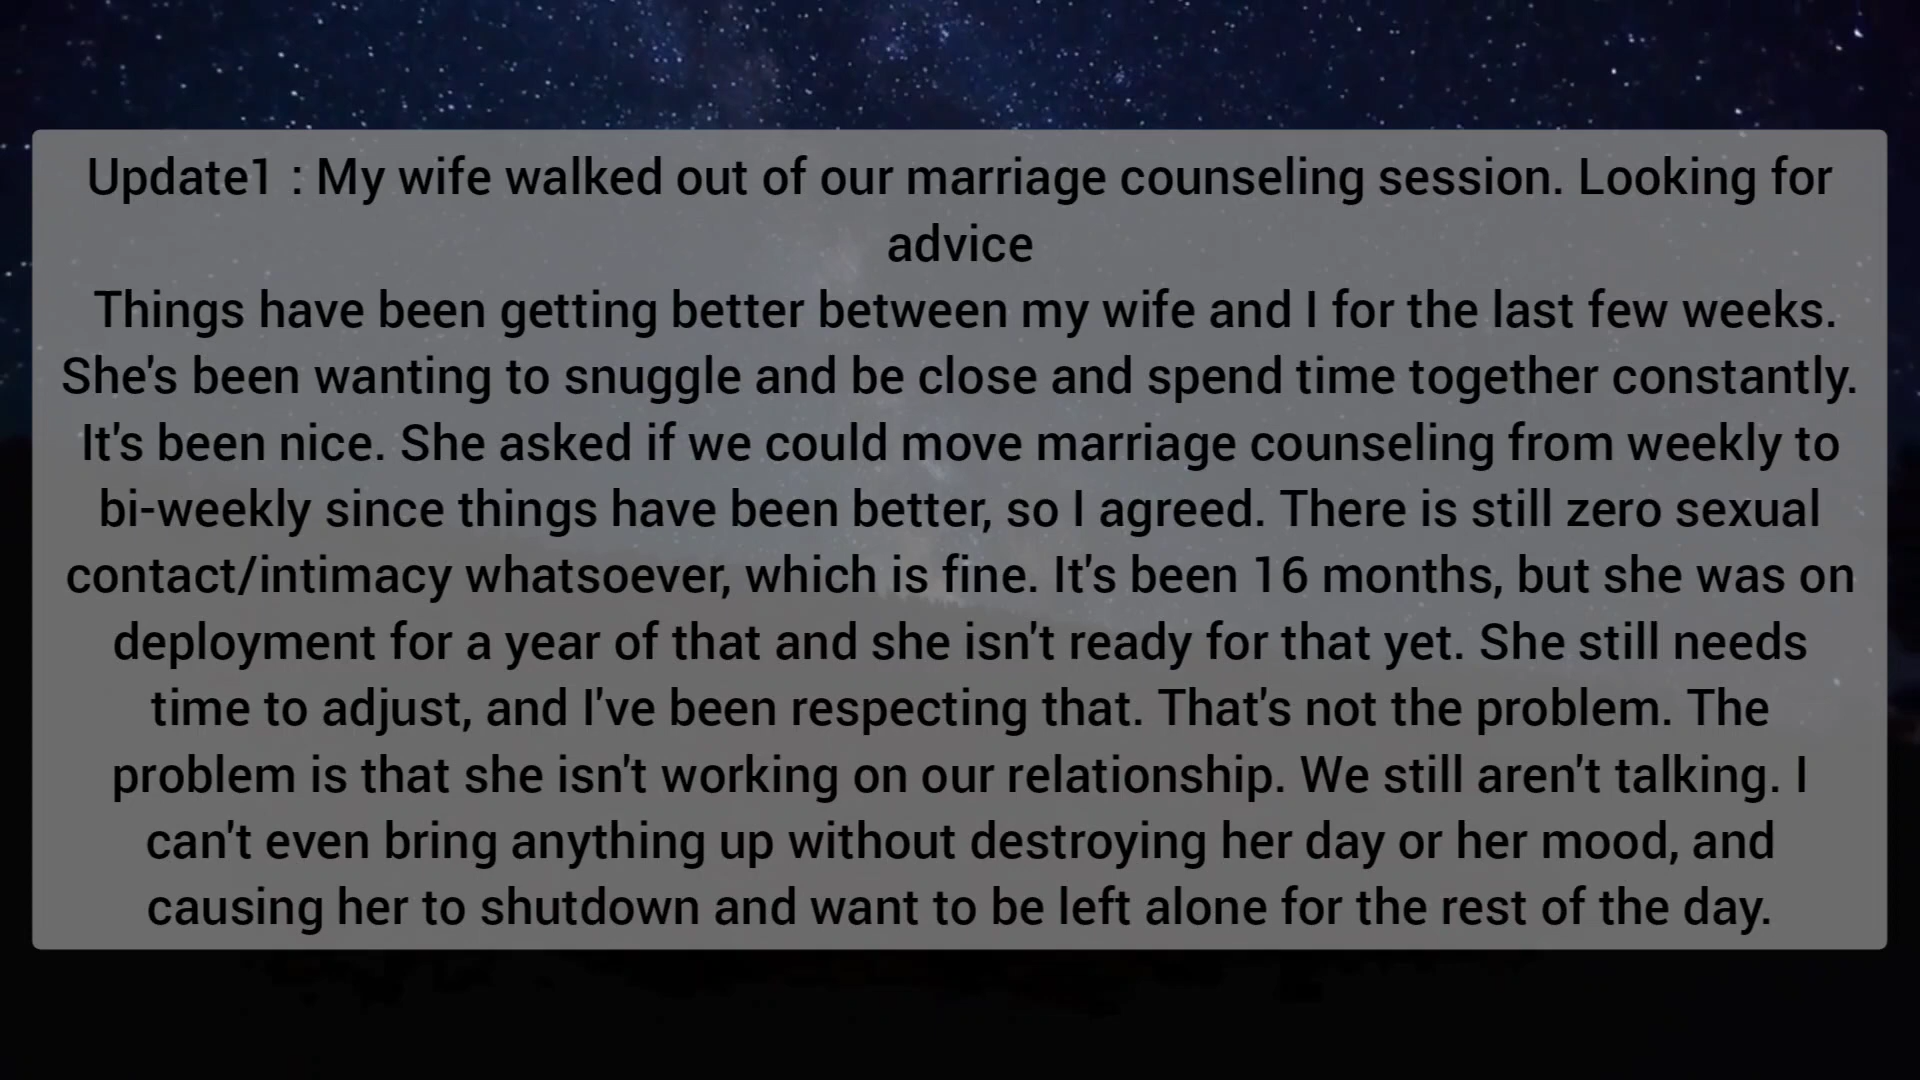 Update1 : My wife walked out of our marriage counseling session. Looking for
advice
Things have been getting better between my wife and I for the last few weeks.
She's been wanting to snuggle and be close and spend time together constantly.
It's been nice. She asked if we could move marriage counseling from weekly to
bi-weekly since things have been better, so I agreed. There is still zero sexual
contact/intimacy whatsoever, which is fine. It's been 16 months, but she was on
deployment for a year of that and she isn't ready for that yet. She still needs
time to adjust, and I've been respecting that. That's not the problem. The
problem is that she isn't working on our relationship. We still aren't talking. I
can't even bring anything up without destroying her day or her mood, and
causing her to shutdown and want to be left alone for the rest of the day.